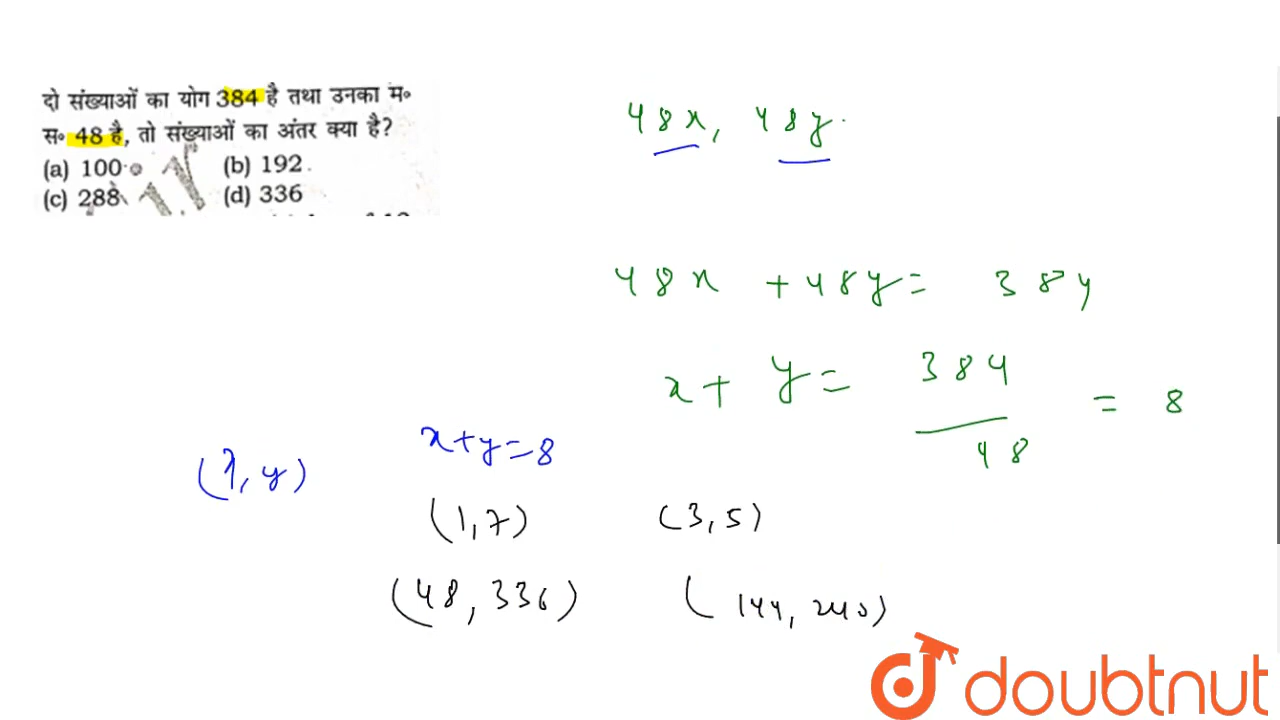 दो संख्याओं का योग 384 है तथा उनका म॰
स॰ 48 है, तो संख्याओं का अंतर क्या है?
(a) 100 (b) 192
(c) 288 (d) 336
48x, 48y
48x + 48y = 384
x + y = 384/48 = 8
x+y=8
(x, y)
(1,7) (3,5)
(48, 336) (144, 240)
doubtnut